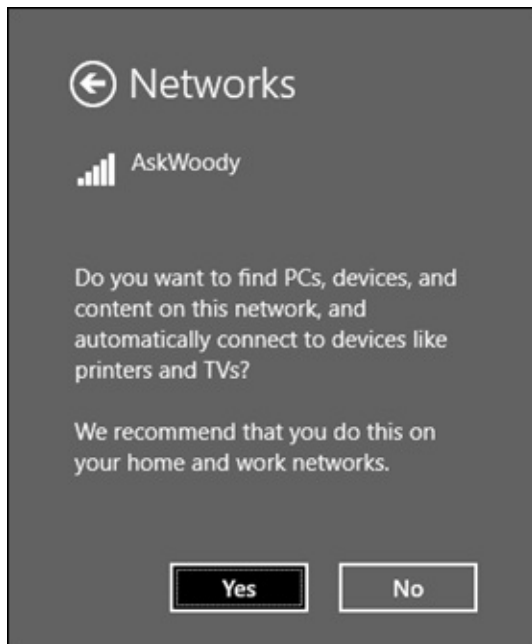 Networks
AskWoody
Do you want to find PCs, devices, and
content on this network, and
automatically connect to devices like
printers and TVs?
We recommend that you do this on
your home and work networks.
Yes
No